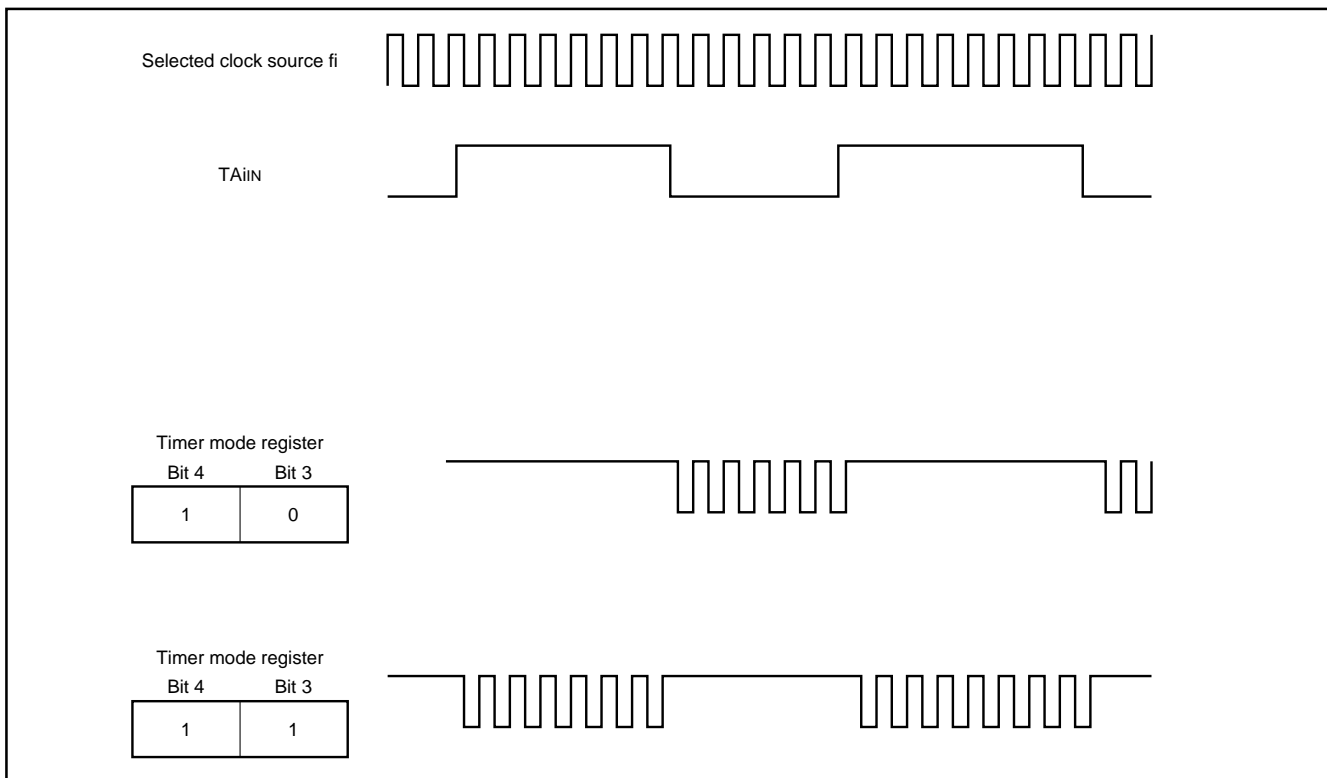 Selected clock source fi
TAiIN
Timer mode register
Bit 4 Bit 3
1 0
Timer mode register
Bit 4 Bit 3
1 1